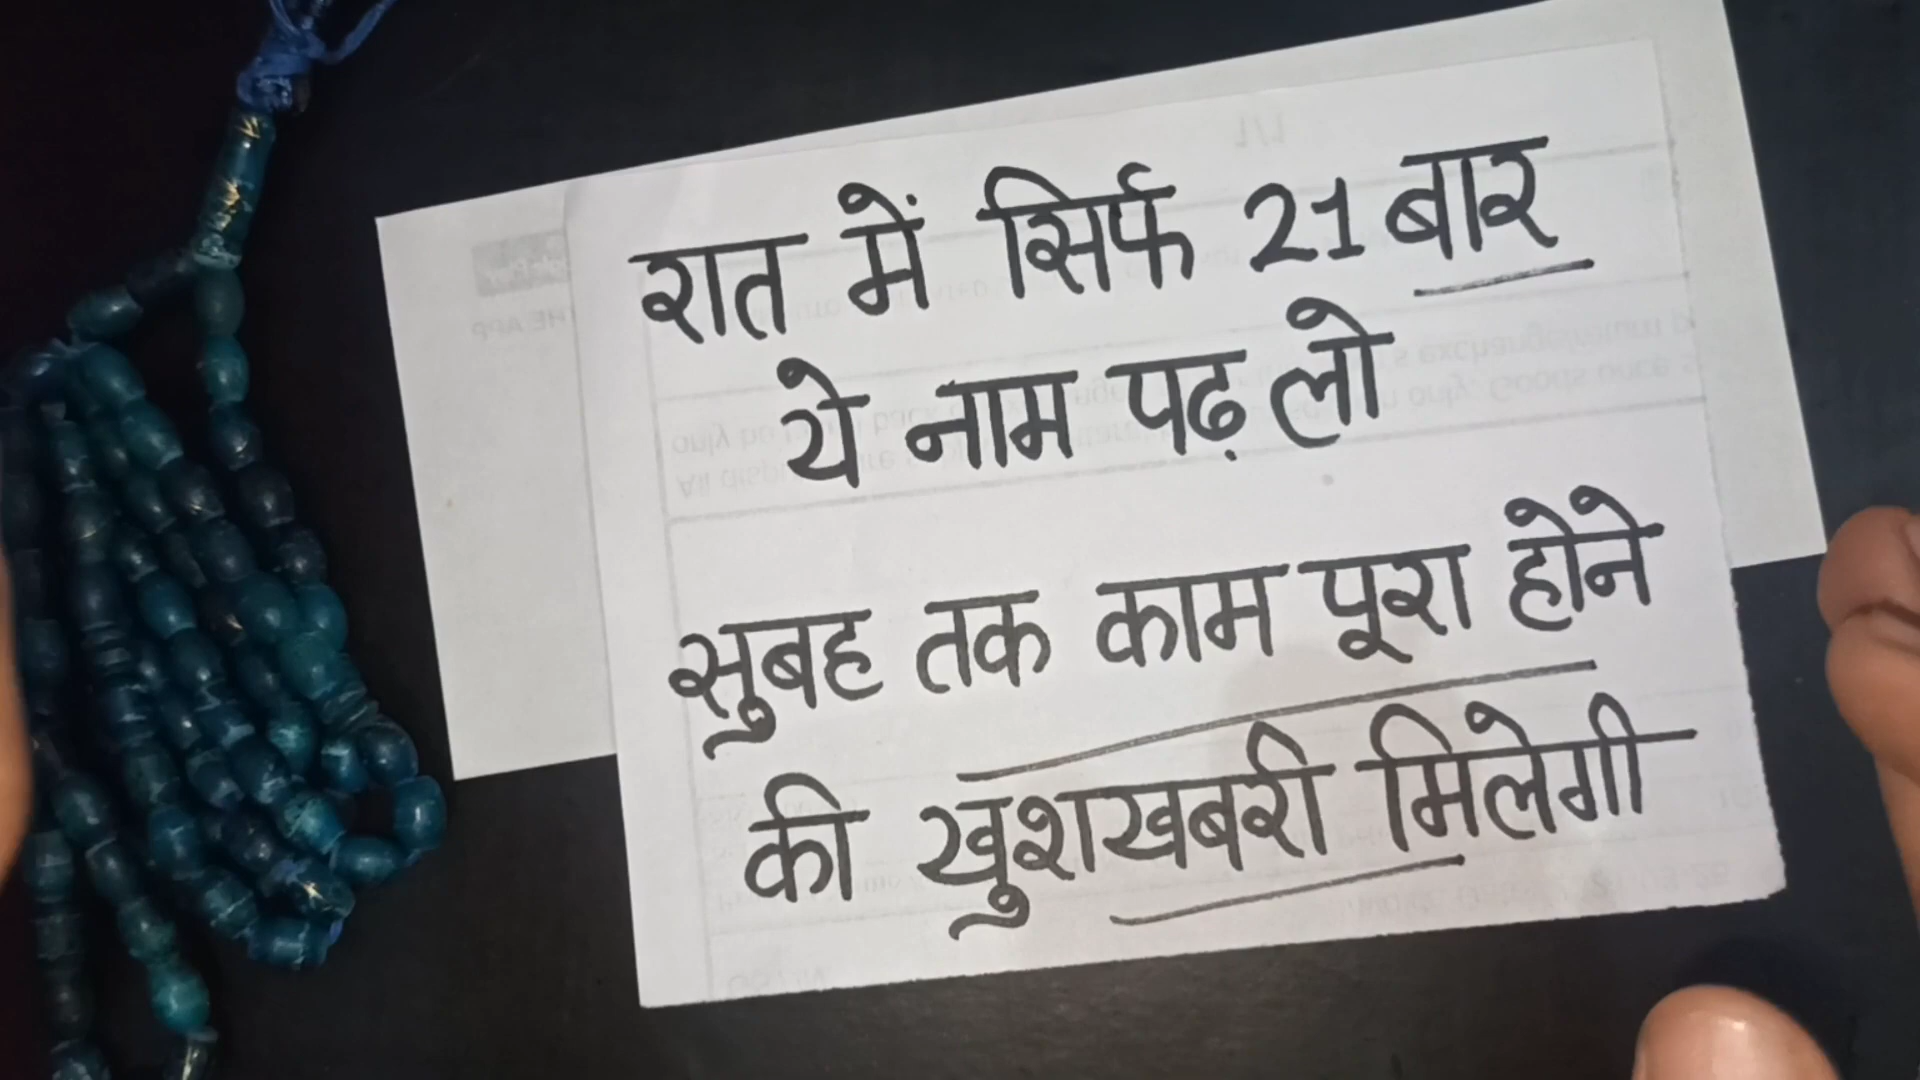 रात में सिर्फ 21 बार
ये नाम पढ़ लो
सुबह तक काम पूरा होने
की खुशखबरी मिलेगी